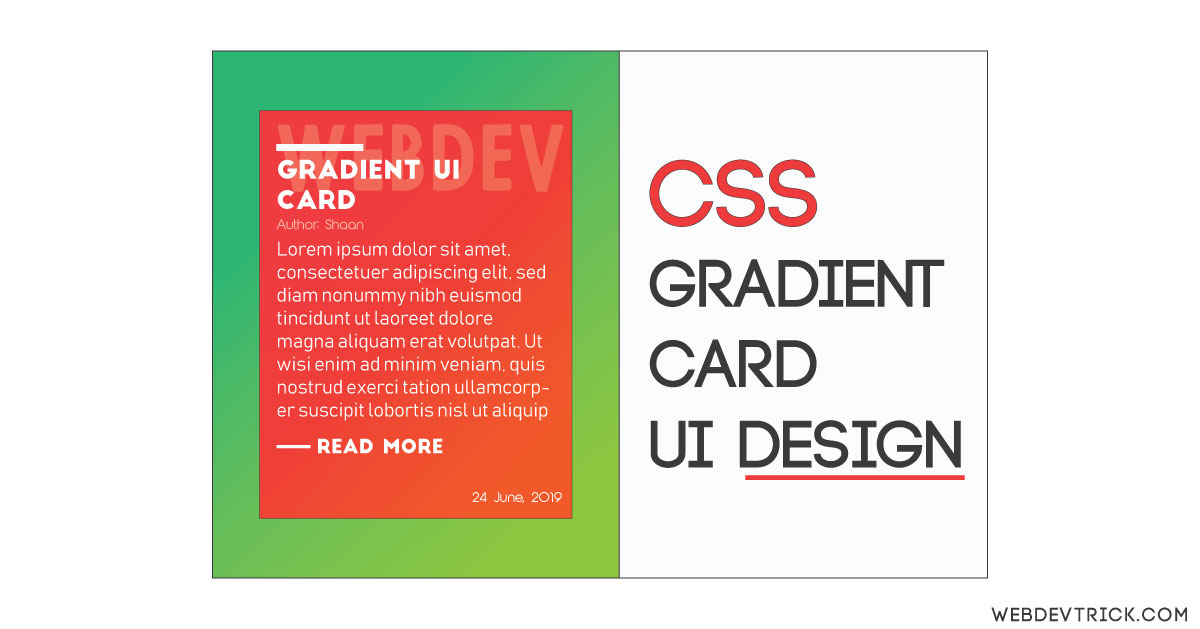 WEBDEV
GRADIENT UI
CARD
Author: Shaan
Lorem ipsum dolor sit amet,
consectetuer adipiscing elit, sed
diam nonummy nibh euismod
tincidunt ut laoreet dolore
magna aliquam erat volutpat. Ut
wisi enim ad minim veniam, quis
nostrud exerci tation ullamcorp-
er suscipit lobortis nisl ut aliquip
READ MORE
24 June, 2019
CSS
GRADIENT
CARD
UI DESIGN
WEBDEVTRICK.COM